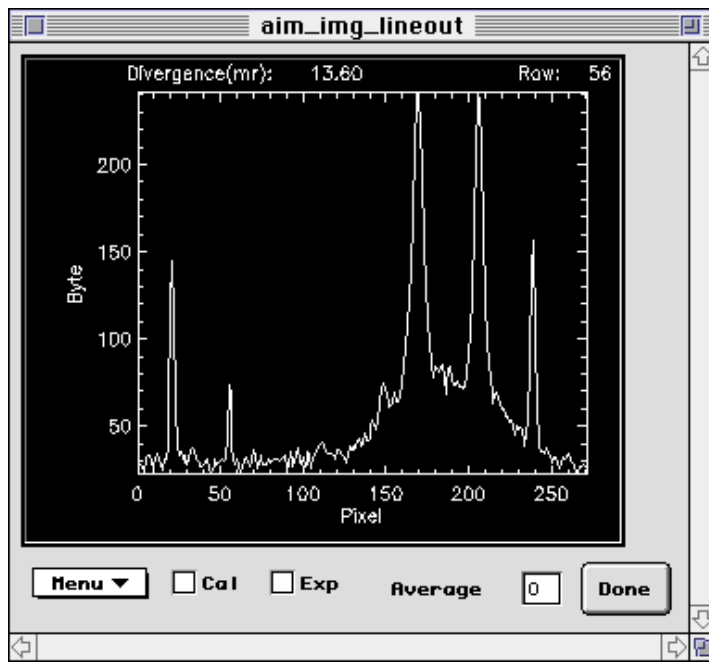 aim_img_lineout
Divergence(mr): 13.60 Row: 56
200
150
100
50
Byte
0 50 100 150 200 250
Pixel
Menu Cal Exp Average 0 Done